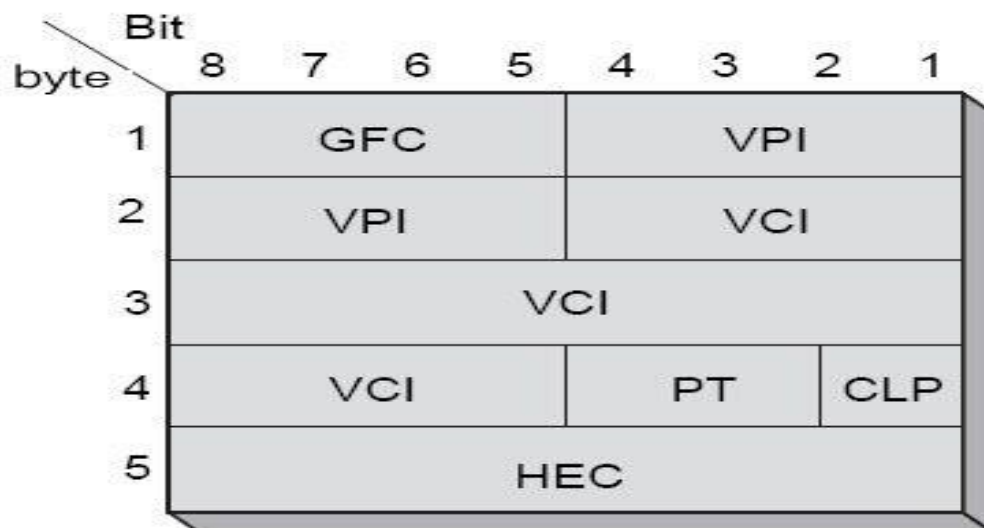 Bit
byte 8 7 6 5 4 3 2 1
1 GFC VPI
2 VPI VCI
3 VCI
4 VCI PT CLP
5 HEC